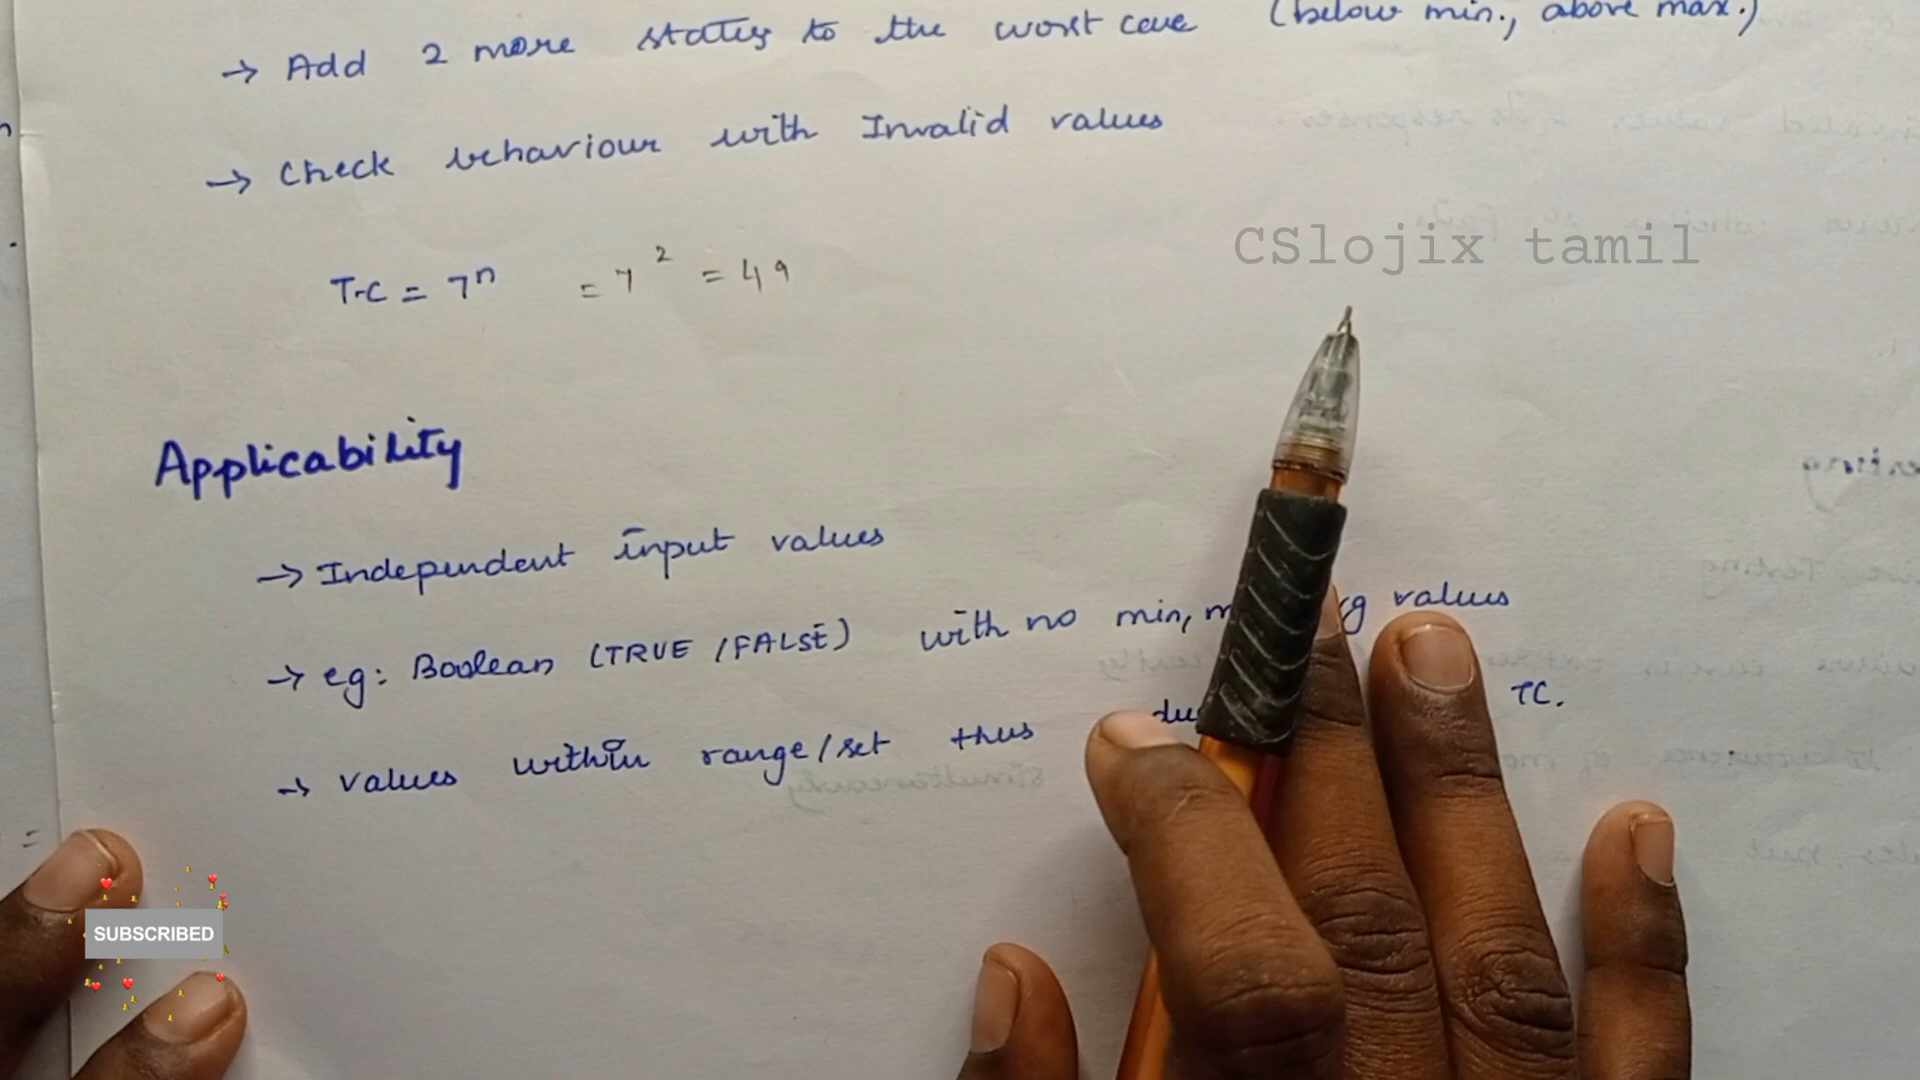 → Add 2 more states to the worst case (below min., above max.)
→ Check behaviour with Invalid values
CSlojix tamil
T.C = 7ⁿ = 7² = 49
Applicability
→ Independent input values
→ eg: Boolean (TRUE / FALSE) with no min, values
→ values within range/set thus TC.
SUBSCRIBED